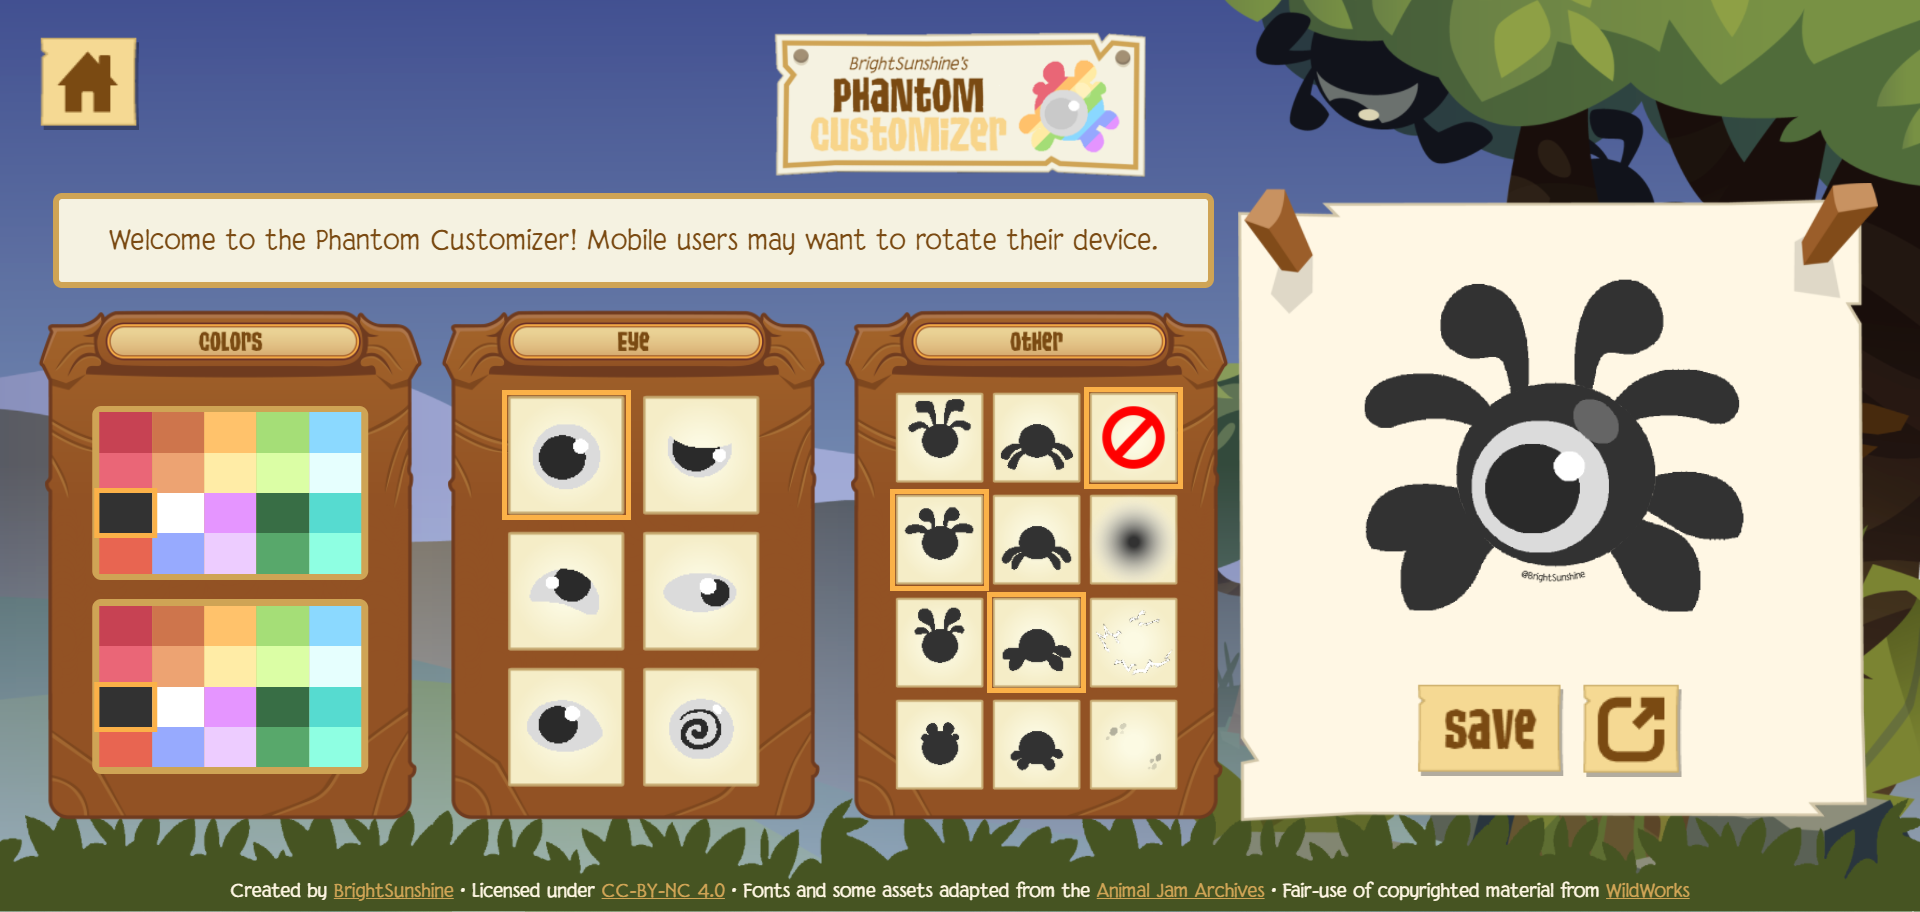 BrightSunshine's
PHANTOM
CUSTOMIZER
Welcome to the Phantom Customizer! Mobile users may want to rotate their device.
COLORS
EYE
OTHER
@BrightSunshine
SAVE
Created by BrightSunshine • Licensed under CC-BY-NC 4.0 • Fonts and some assets adapted from the Animal Jam Archives • Fair-use of copyrighted material from WildWorks